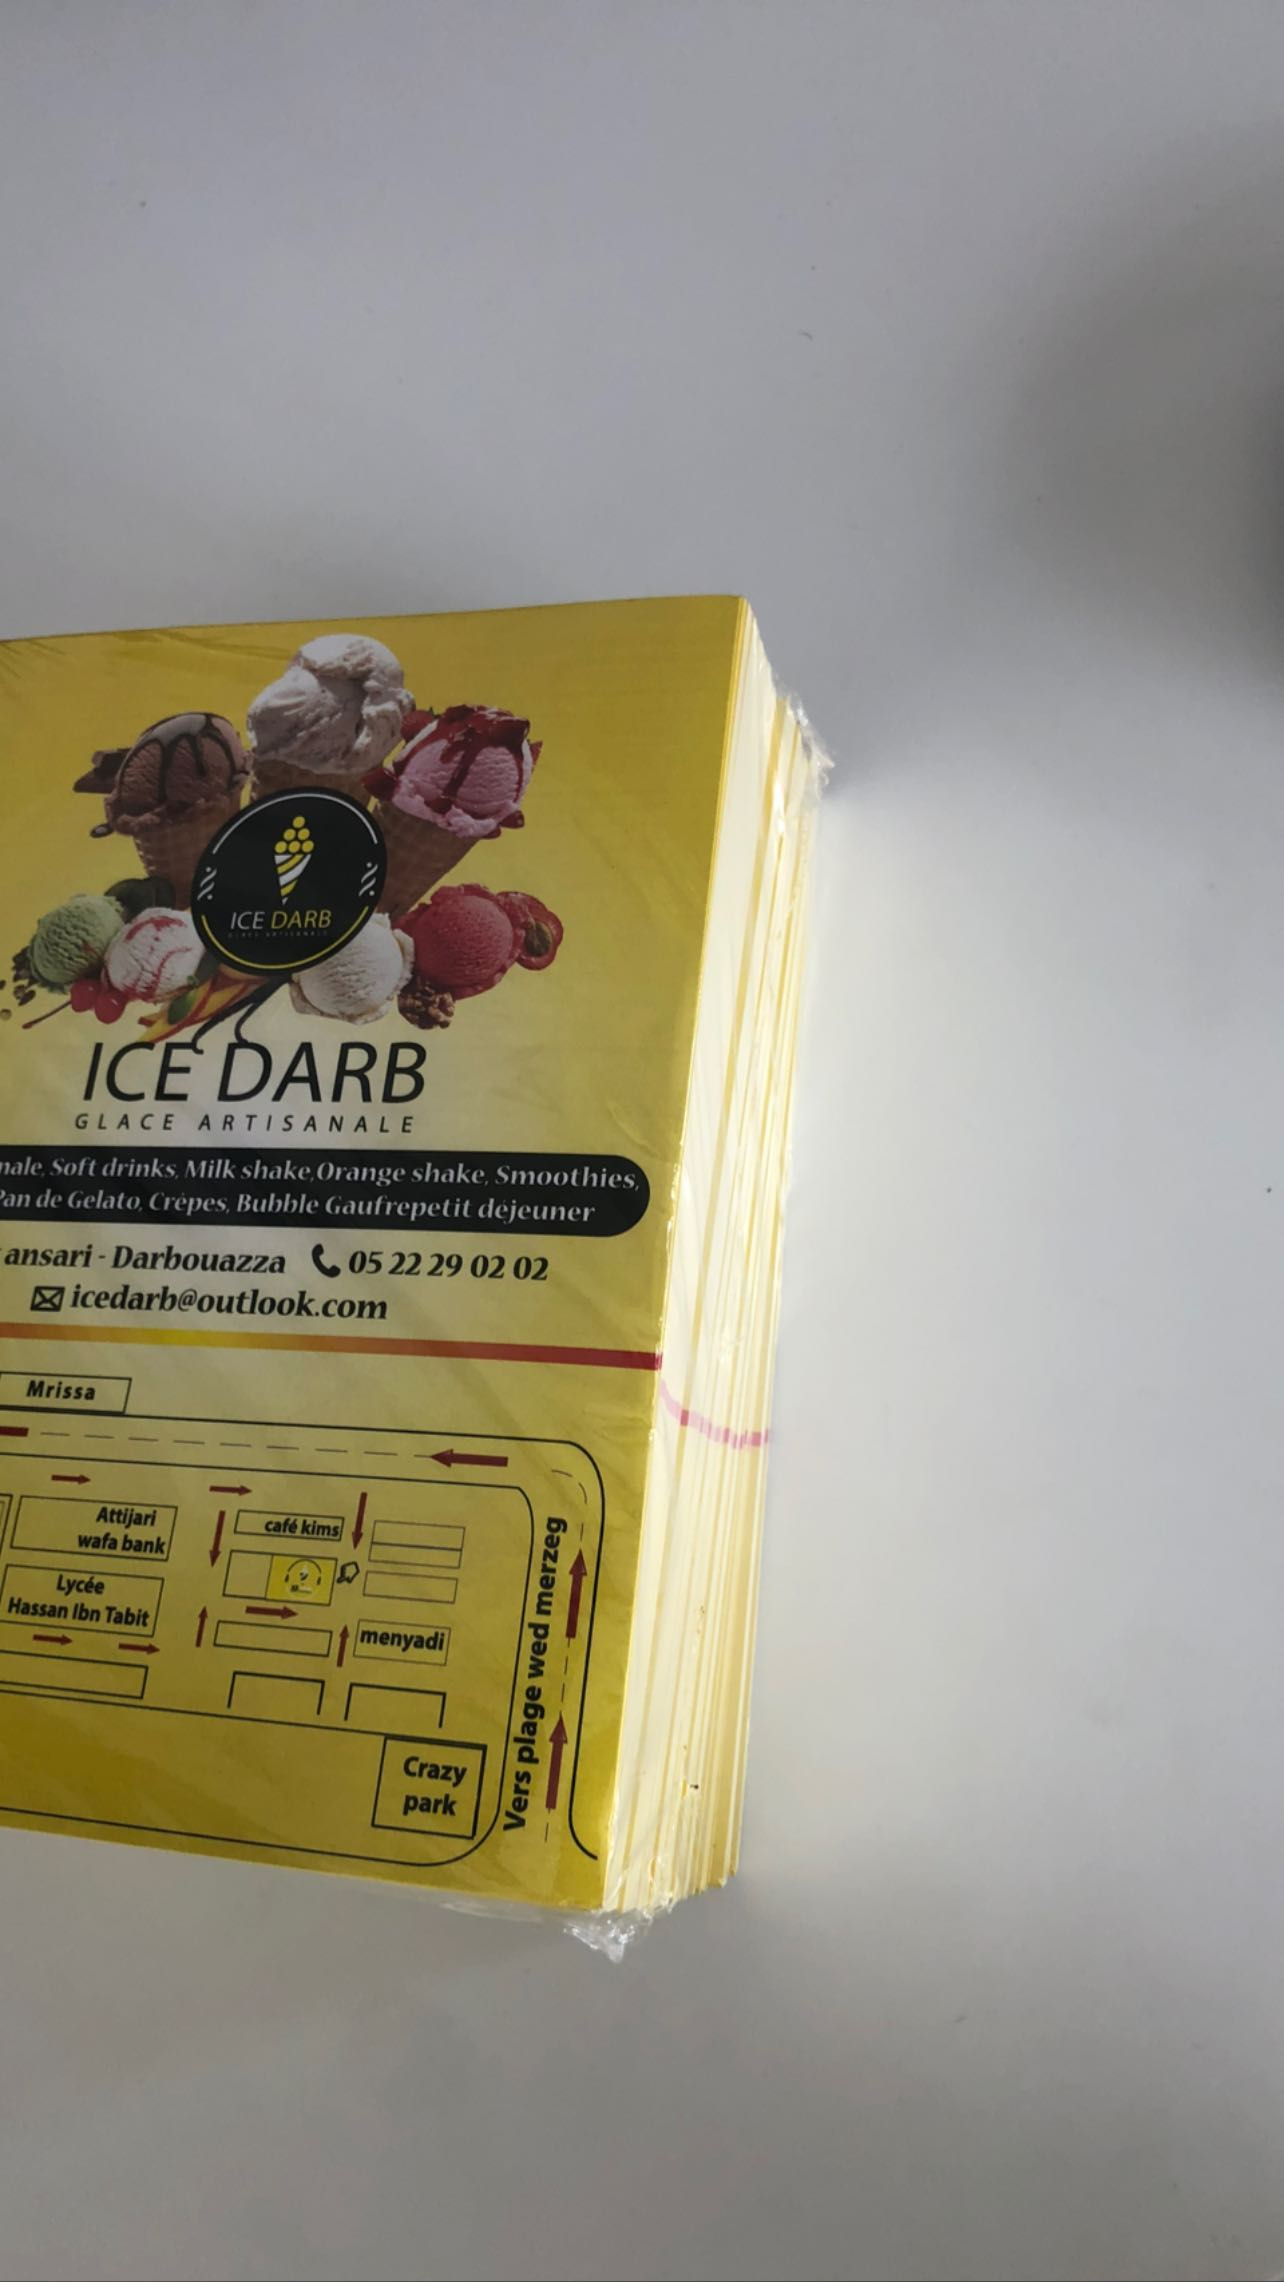 ICE DARB
ICE DARB
GLACE ARTISANALE
Soft drinks, Milk shake,Orange shake, Smoothies,
Pan de Gelato, Crêpes, Bubble Gaufrepetit déjeuner
ansari - Darbouazza 05 22 29 02 02
icedarb@outlook.com
Mrissa
Attijari
wafa bank
café kims
Lycée
Hassan Ibn Tabit
menyadi
Vers plage wed merzeg
Crazy
park